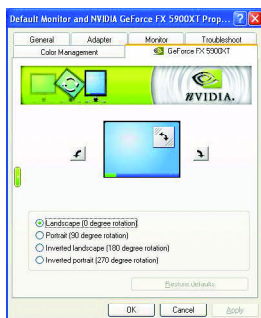 Default Monitor and NVIDIA GeForce FX 5900XT Prop...
General Adapter Monitor Troubleshoot
Color Management GeForce FX 5900XT
NVIDIA.
Landscape (0 degree rotation)
Portrait (90 degree rotation)
Inverted landscape (180 degree rotation)
Inverted portrait (270 degree rotation)
Restore defaults
OK Cancel Apply